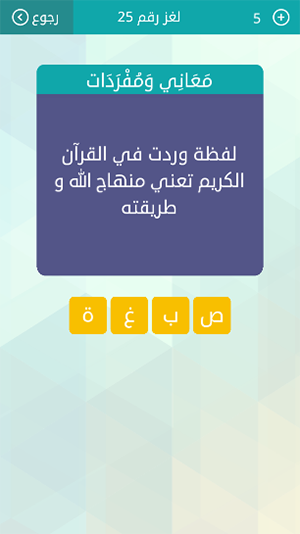 رجوع لغز رقم 25 5
مَعَانِي وَمُفْرَدَات
لفظة وردت في القرآن
الكريم تعني منهاج الله و
طريقته
ص ب غ ة